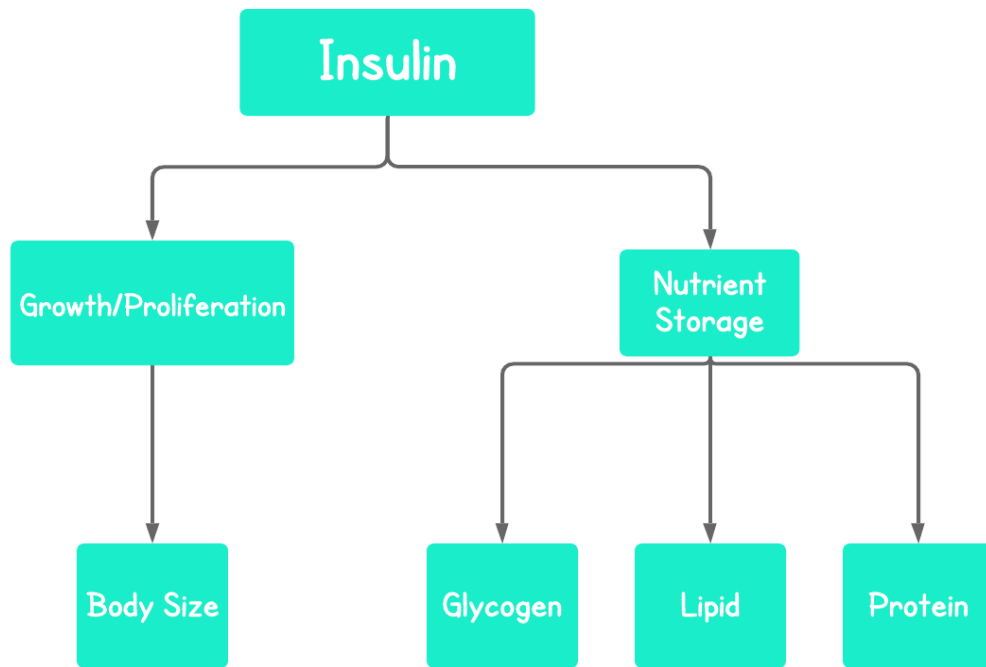 Insulin
Growth/Proliferation
Nutrient
Storage
Body Size
Glycogen
Lipid
Protein